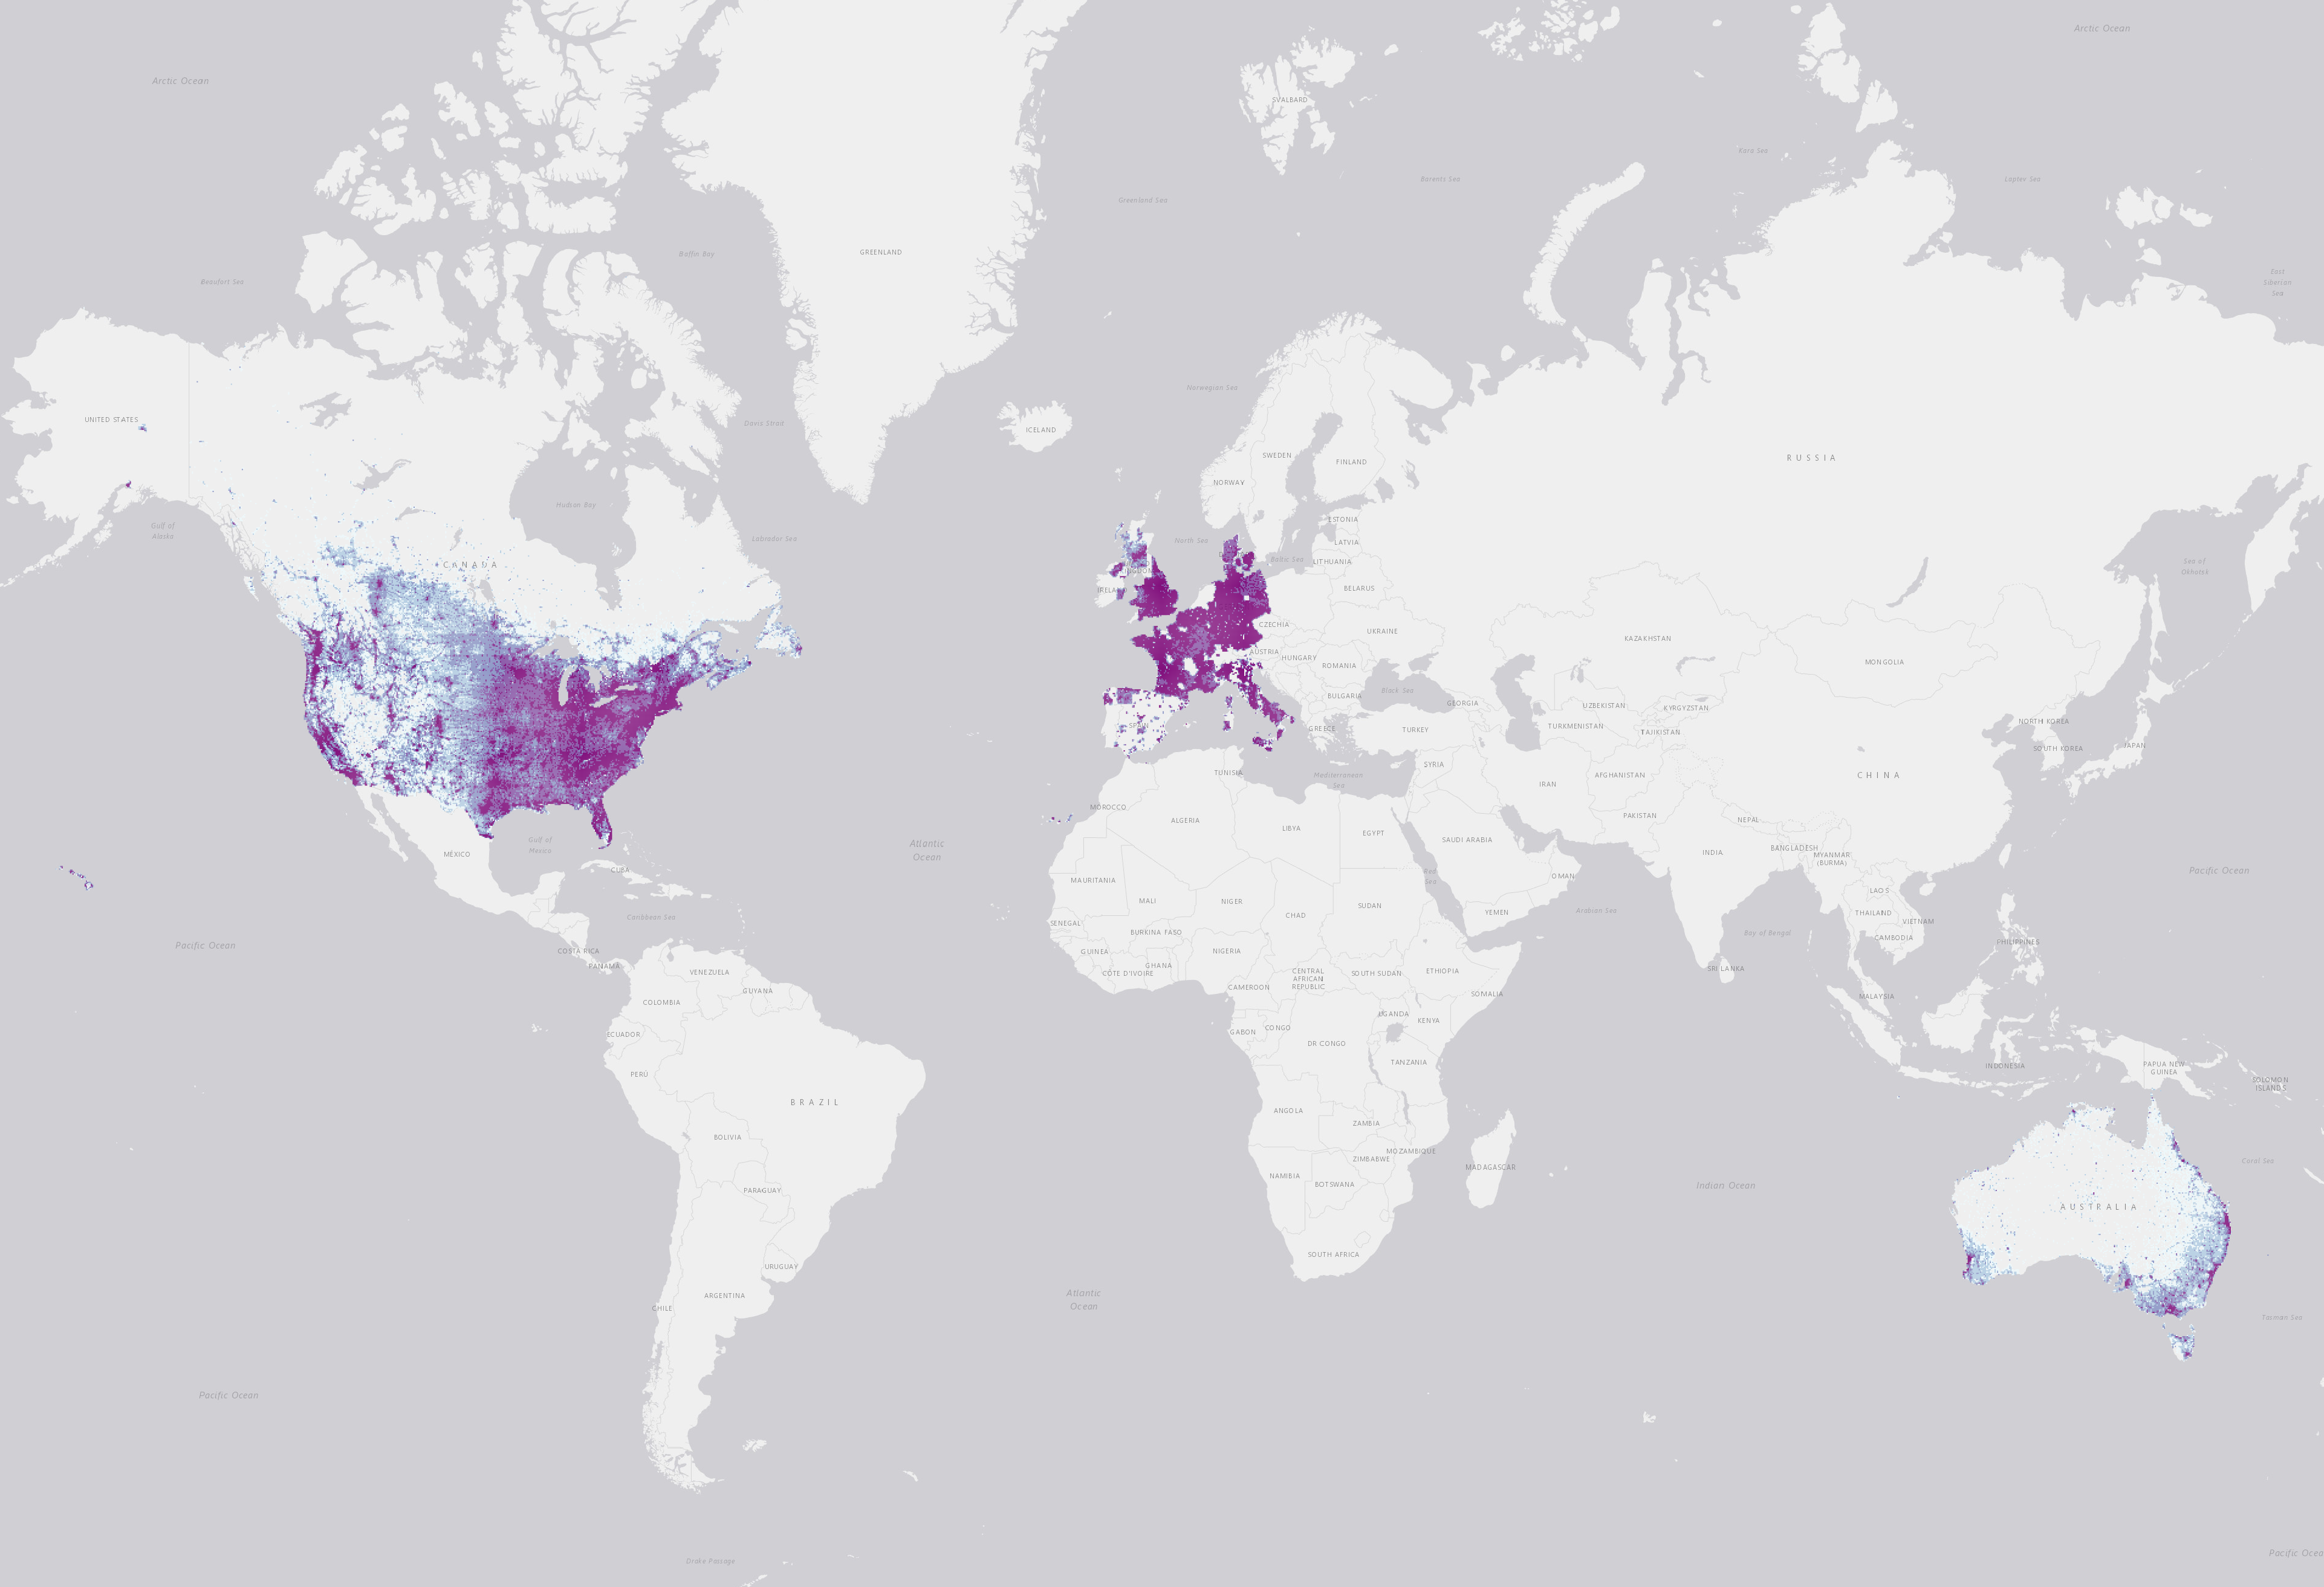 Arctic Ocean
Arctic Ocean
SVALBARD
Kara Sea
Barents Sea
Laptev Sea
Greenland Sea
GREENLAND
Baffin Bay
Beaufort Sea
East
Siberian
Sea
Norwegian Sea
UNITED STATES
Davis Strait
ICELAND
SWEDEN
FINLAND
RUSSIA
NORWAY
Hudson Bay
Gulf of
Alaska
ESTONIA
Labrador Sea
North Sea
LATVIA
Baltic Sea
LITHUANIA
Sea of
Okhotsk
CANADA
IRELAND
BELARUS
CZECHIA
UKRAINE
KAZAKHSTAN
AUSTRIA
HUNGARY
MONGOLIA
ROMANIA
BULGARIA
Black Sea
GEORGIA
UZBEKISTAN
KYRGYZSTAN
SPAIN
GREECE
TURKEY
TURKMENISTAN
TAJIKISTAN
NORTH KOREA
SOUTH KOREA
JAPAN
SYRIA
TUNISIA
Mediterranean
Sea
AFGHANISTAN
CHINA
IRAN
MOROCCO
ALGERIA
LIBYA
EGYPT
PAKISTAN
NEPAL
SAUDI ARABIA
Gulf of
Mexico
MÉXICO
Atlantic
Ocean
INDIA
BANGLADESH
MYANMAR
(BURMA)
CUBA
Red
Sea
OMAN
Pacific Ocean
MAURITANIA
LAOS
MALI
NIGER
SUDAN
CHAD
YEMEN
Arabian Sea
THAILAND
Caribbean Sea
SENEGAL
VIETNAM
BURKINA FASO
Bay of Bengal
CAMBODIA
PHILIPPINES
Pacific Ocean
COSTA RICA
GUINEA
NIGERIA
PANAMÁ
GHANA
CÔTE D'IVOIRE
VENEZUELA
CENTRAL
AFRICAN
REPUBLIC
SOUTH SUDAN
ETHIOPIA
SRI LANKA
GUYANA
CAMEROON
SOMALIA
MALAYSIA
COLOMBIA
UGANDA
KENYA
ECUADOR
GABON
CONGO
DR CONGO
TANZANIA
INDONESIA
PAPUA NEW
GUINEA
PERÚ
SOLOMON
ISLANDS
BRAZIL
ANGOLA
ZAMBIA
BOLIVIA
MOZAMBIQUE
ZIMBABWE
Coral Sea
MADAGASCAR
NAMIBIA
BOTSWANA
Indian Ocean
PARAGUAY
AUSTRALIA
SOUTH AFRICA
URUGUAY
ARGENTINA
Atlantic
Ocean
CHILE
Tasman Sea
Pacific Ocean
Drake Passage
Pacific Ocea